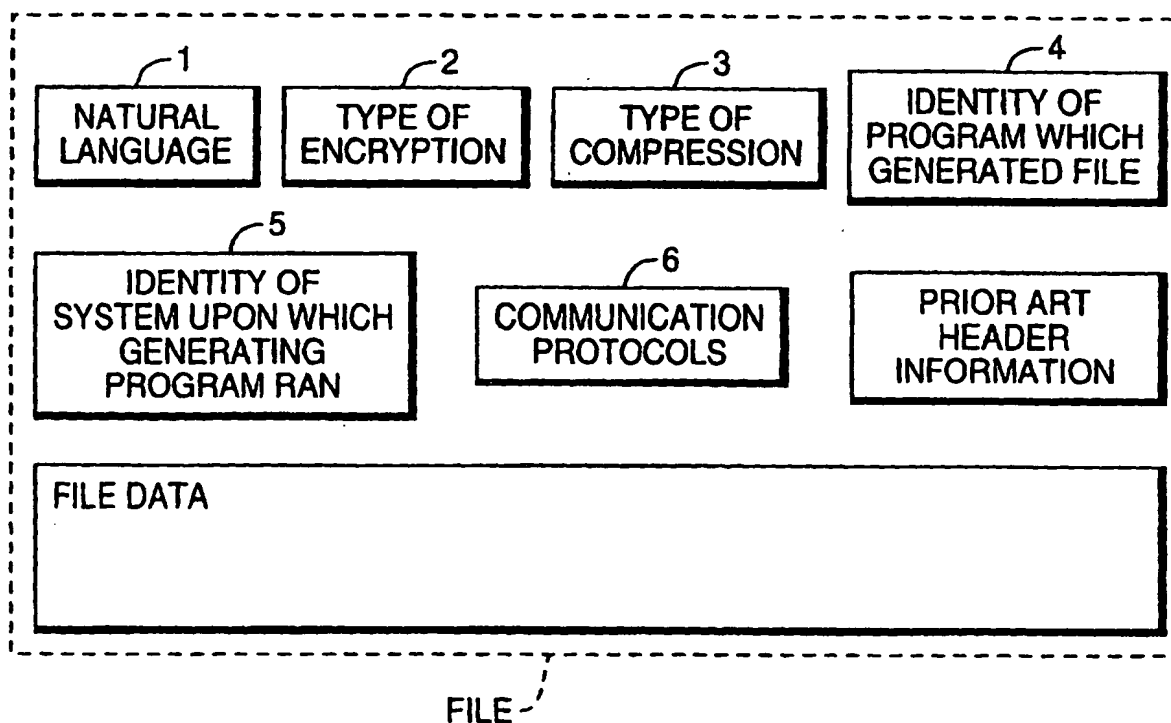 1
NATURAL
LANGUAGE
2
TYPE OF
ENCRYPTION
3
TYPE OF
COMPRESSION
4
IDENTITY OF
PROGRAM WHICH
GENERATED FILE
5
IDENTITY OF
SYSTEM UPON WHICH
GENERATING
PROGRAM RAN
6
COMMUNICATION
PROTOCOLS
PRIOR ART
HEADER
INFORMATION
FILE DATA
FILE